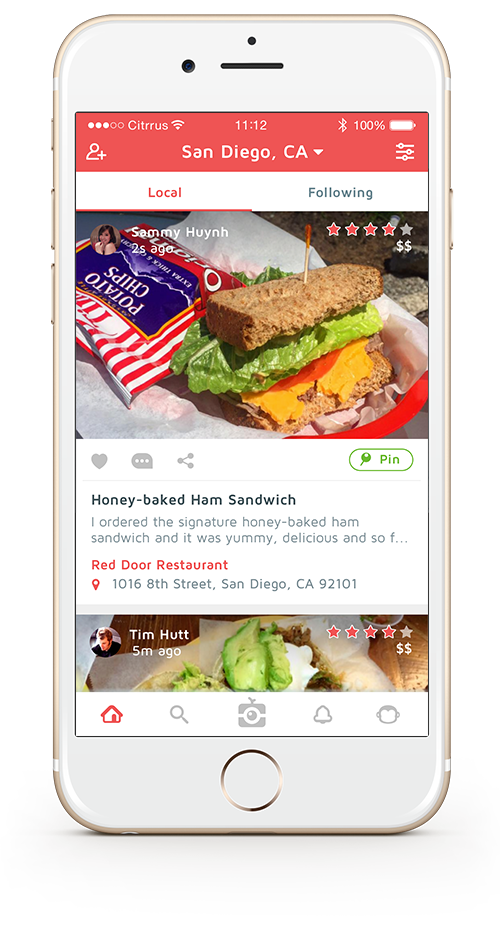 Citrrus 11:12 100%
San Diego, CA
Local Following
Sammy Huynh
2s ago
$$
POTATO
CHIPS
EXTRA THICK & CR
Pin
Honey-baked Ham Sandwich
I ordered the signature honey-baked ham
sandwich and it was yummy, delicious and so f...
Red Door Restaurant
1016 8th Street, San Diego, CA 92101
Tim Hutt
5m ago
$$